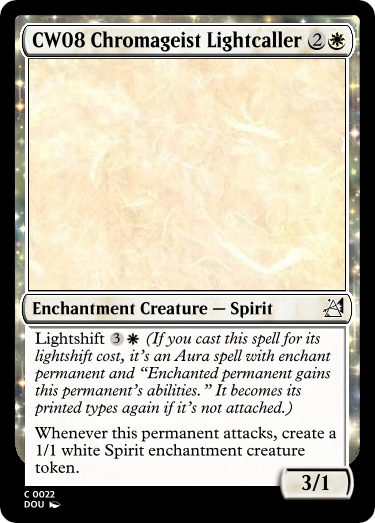 CW08 Chromageist Lightcaller 2
Enchantment Creature — Spirit
Lightshift 3 (If you cast this spell for its
lightshift cost, it's an Aura spell with enchant
permanent and “Enchanted permanent gains
this permanent's abilities.” It becomes its
printed types again if it's not attached.)
Whenever this permanent attacks, create a
1/1 white Spirit enchantment creature
token.
3/1
C 0022
DOU